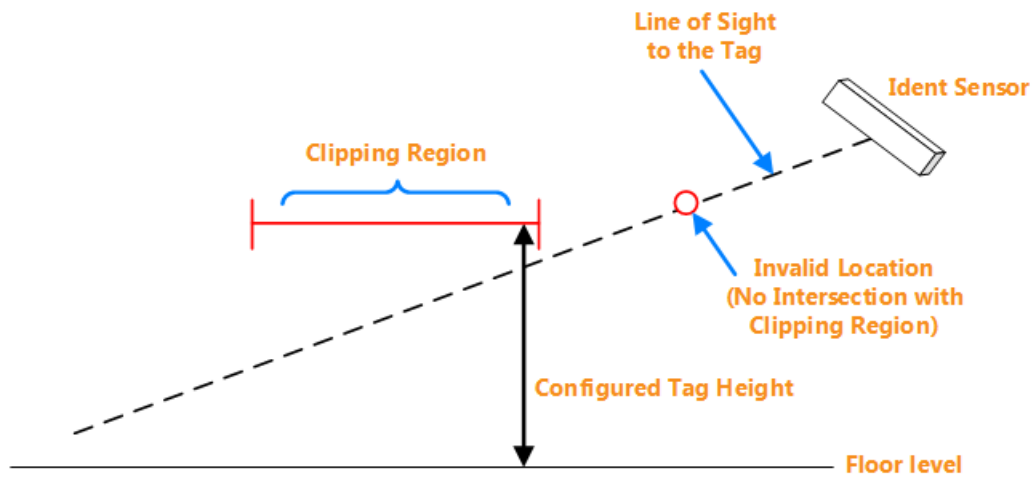 Line of Sight
to the Tag
Ident Sensor
Clipping Region
Invalid Location
(No Intersection with
Clipping Region)
Configured Tag Height
Floor level